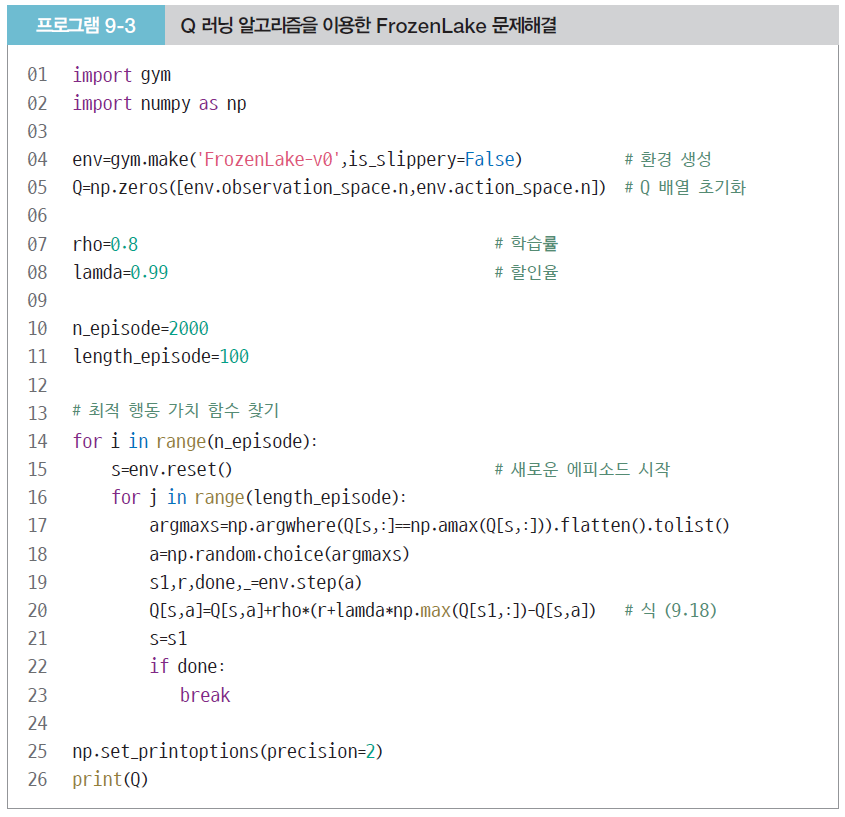 프로그램 9-3 Q 러닝 알고리즘을 이용한 FrozenLake 문제해결
01 import gym
02 import numpy as np
03
04 env=gym.make('FrozenLake-v0',is_slippery=False) # 환경 생성
05 Q=np.zeros([env.observation_space.n,env.action_space.n]) # Q 배열 초기화
06
07 rho=0.8 # 학습률
08 lamda=0.99 # 할인율
09
10 n_episode=2000
11 length_episode=100
12
13 # 최적 행동 가치 함수 찾기
14 for i in range(n_episode):
15     s=env.reset() # 새로운 에피소드 시작
16     for j in range(length_episode):
17         argmaxs=np.argwhere(Q[s,:]==np.amax(Q[s,:])).flatten().tolist()
18         a=np.random.choice(argmaxs)
19         s1,r,done,_=env.step(a)
20         Q[s,a]=Q[s,a]+rho*(r+lamda*np.max(Q[s1,:])-Q[s,a]) # 식 (9.18)
21         s=s1
22         if done:
23             break
24
25 np.set_printoptions(precision=2)
26 print(Q)